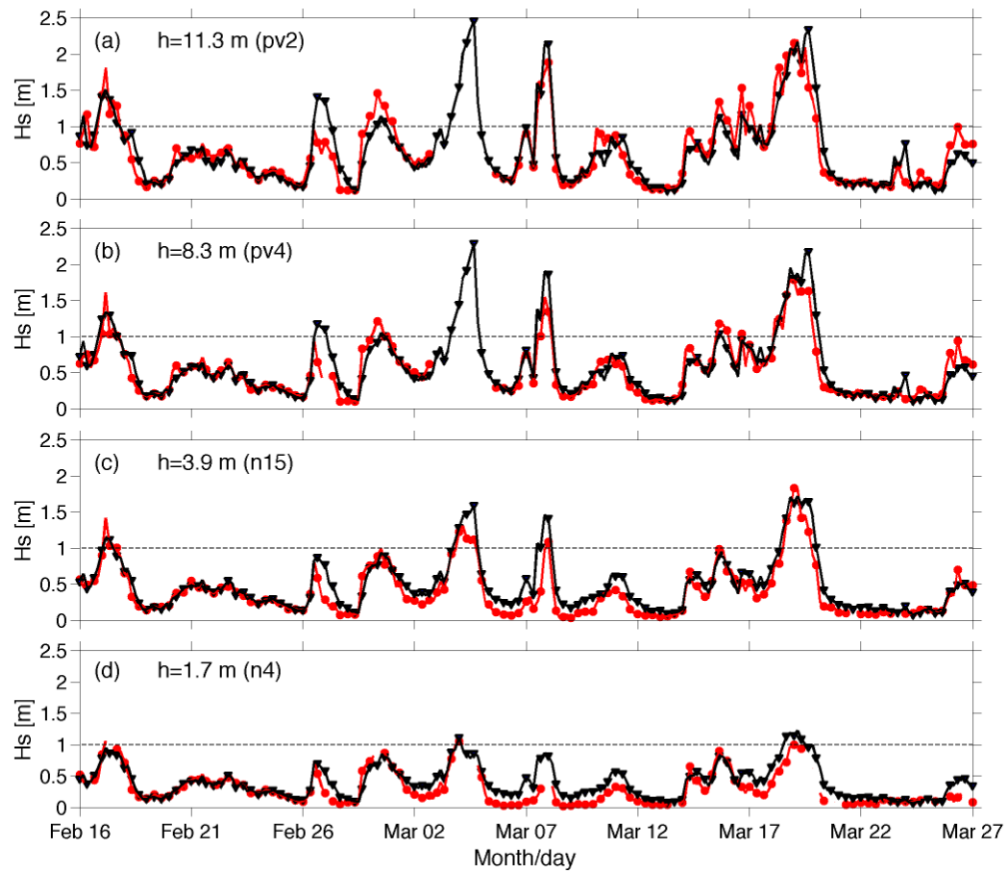 2.5
(a) h=11.3 m (pv2)
2
1.5
1
0.5
0
Hs [m]
2.5
(b) h=8.3 m (pv4)
2
1.5
1
0.5
0
Hs [m]
2.5
(c) h=3.9 m (n15)
2
1.5
1
0.5
0
Hs [m]
2.5
(d) h=1.7 m (n4)
2
1.5
1
0.5
0
Hs [m]
Feb 16 Feb 21 Feb 26 Mar 02 Mar 07 Mar 12 Mar 17 Mar 22 Mar 27
Month/day